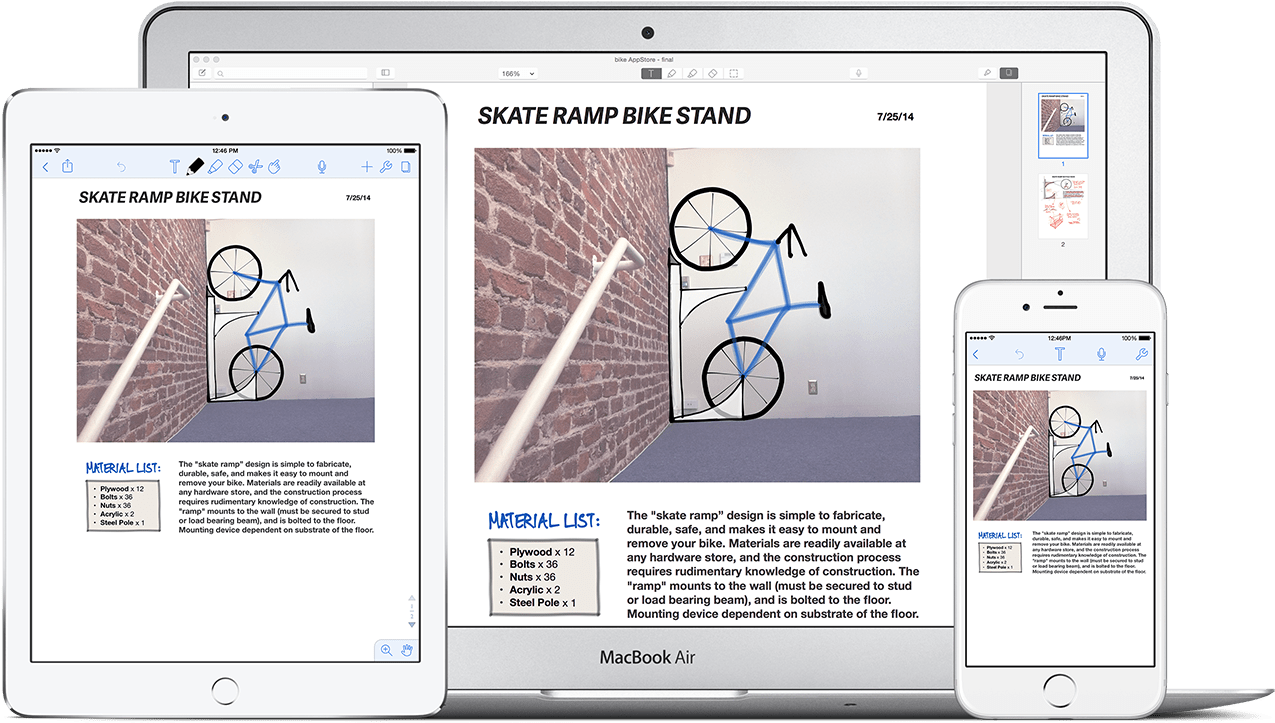 bike AppStore - final
166%
SKATE RAMP BIKE STAND
7/25/14
MATERIAL LIST:
• Plywood x 12
• Bolts x 36
• Nuts x 36
• Acrylic x 2
• Steel Pole x 1
The "skate ramp" design is simple to fabricate,
durable, safe, and makes it easy to mount and
remove your bike. Materials are readily available at
any hardware store, and the construction process
requires rudimentary knowledge of construction. The
"ramp" mounts to the wall (must be secured to stud
or load bearing beam), and is bolted to the floor.
Mounting device dependent on substrate of the floor.
1
2
MacBook Air
12:46 PM
100%
T
SKATE RAMP BIKE STAND
7/25/14
MATERIAL LIST:
• Plywood x 12
• Bolts x 36
• Nuts x 36
• Acrylic x 2
• Steel Pole x 1
The "skate ramp" design is simple to fabricate,
durable, safe, and makes it easy to mount and
remove your bike. Materials are readily available at
any hardware store, and the construction process
requires rudimentary knowledge of construction. The
"ramp" mounts to the wall (must be secured to stud
or load bearing beam), and is bolted to the floor.
Mounting device dependent on substrate of the floor.
12:46PM
100%
T
SKATE RAMP BIKE STAND
7/25/14
MATERIAL LIST:
• Plywood x 12
• Bolts x 36
• Nuts x 36
• Acrylic x 2
• Steel Pole x 1
The "skate ramp" design is simple to fabricate,
durable, safe, and makes it easy to mount and
remove your bike. Materials are readily available at
any hardware store, and the construction process
requires rudimentary knowledge of construction. The
"ramp" mounts to the wall (must be secured to stud
or load bearing beam), and is bolted to the floor.
Mounting device dependent on substrate of the floor.